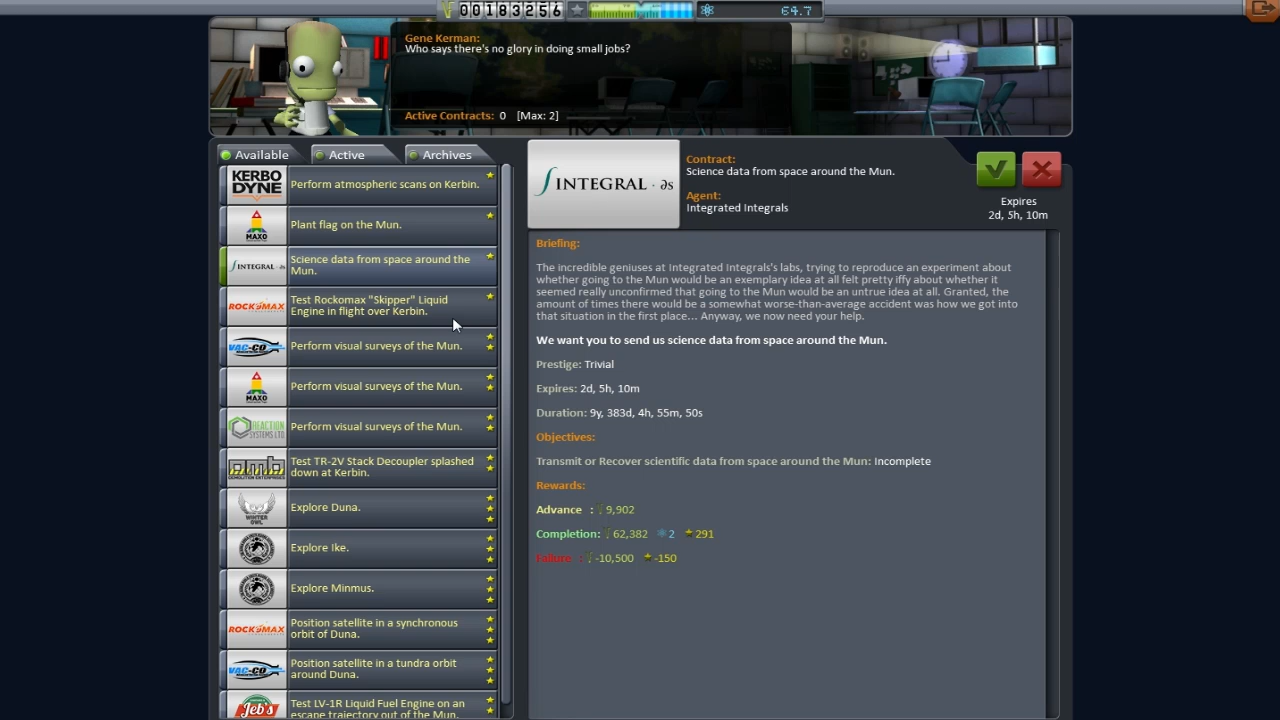 00183256
64.7
Gene Kerman:
Who says there's no glory in doing small jobs?
Active Contracts: 0 [Max: 2]
Available
Active
Archives
KERBO DYNE
Perform atmospheric scans on Kerbin.
MAXO
Plant flag on the Mun.
∫INTEGRAL · ∂s
Science data from space around the
Mun.
ROCKOMAX
Test Rockomax "Skipper" Liquid
Engine in flight over Kerbin.
VAC-CO
Perform visual surveys of the Mun.
MAXO
Perform visual surveys of the Mun.
REACTION SYSTEMS LTD
Perform visual surveys of the Mun.
DEMOLITION ENTERPRISES
Test TR-2V Stack Decoupler splashed
down at Kerbin.
WINTER OWL
Explore Duna.
Explore Ike.
Explore Minmus.
ROCKOMAX
Position satellite in a synchronous
orbit of Duna.
VAC-CO
Position satellite in a tundra orbit
around Duna.
Jeb's
Test LV-1R Liquid Fuel Engine on an
escape trajectory out of the Mun.
∫INTEGRAL · ∂s
Contract:
Science data from space around the Mun.
Agent:
Integrated Integrals
Expires
2d, 5h, 10m
Briefing:
The incredible geniuses at Integrated Integrals's labs, trying to reproduce an experiment about
whether going to the Mun would be an exemplary idea at all felt pretty iffy about whether it
seemed really unconfirmed that going to the Mun would be an untrue idea at all. Granted, the
amount of times there would be a somewhat worse-than-average accident was how we got into
that situation in the first place... Anyway, we now need your help.
We want you to send us science data from space around the Mun.
Prestige: Trivial
Expires: 2d, 5h, 10m
Duration: 9y, 383d, 4h, 55m, 50s
Objectives:
Transmit or Recover scientific data from space around the Mun: Incomplete
Rewards:
Advance : 9,902
Completion: 62,382 2 291
Failure : -10,500 -150